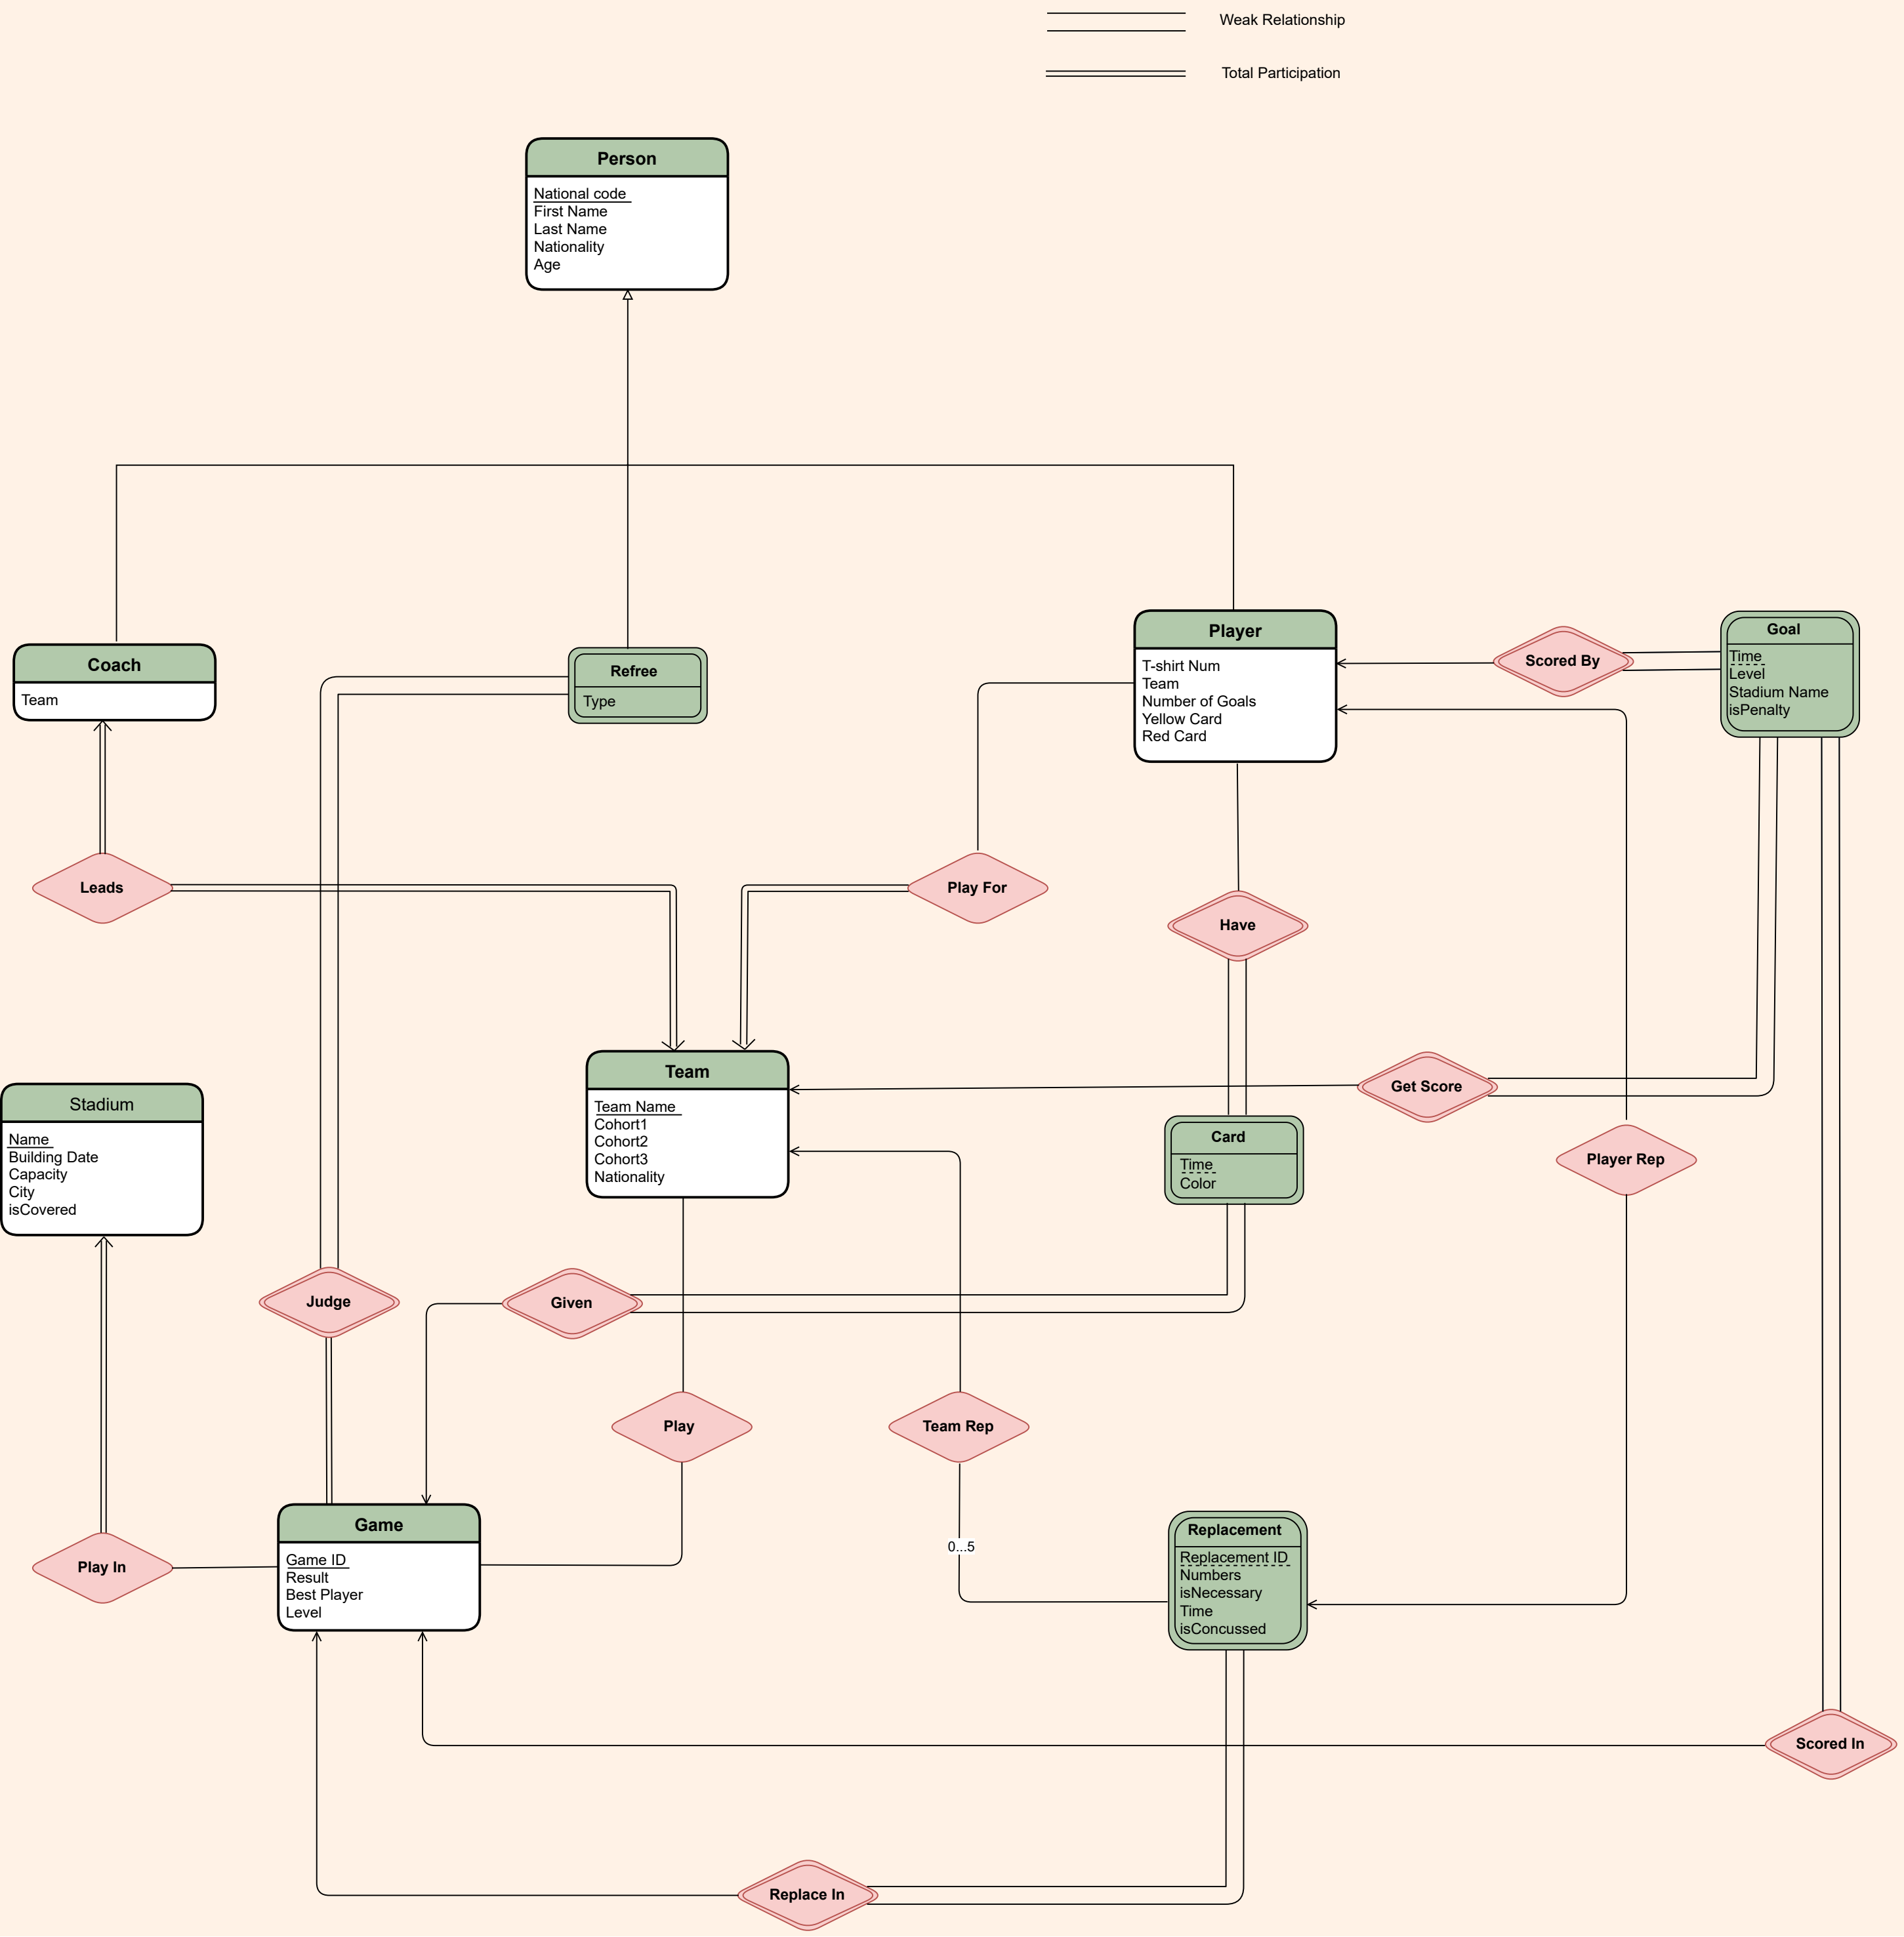 Weak Relationship
Total Participation
Person
National code
First Name
Last Name
Nationality
Age
Coach
Team
Refree
Type
Player
T-shirt Num
Team
Number of Goals
Yellow Card
Red Card
Scored By
Goal
Time
Level
Stadium Name
isPenalty
Leads
Play For
Have
Stadium
Name
Building Date
Capacity
City
isCovered
Team
Team Name
Cohort1
Cohort2
Cohort3
Nationality
Get Score
Card
Time
Color
Player Rep
Judge
Given
Play
Team Rep
Play In
Game
Game ID
Result
Best Player
Level
0...5
Replacement
Replacement ID
Numbers
isNecessary
Time
isConcussed
Scored In
Replace In